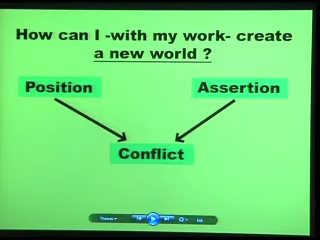 How can I -with my work- create
a new world ?
Position
Assertion
Conflict